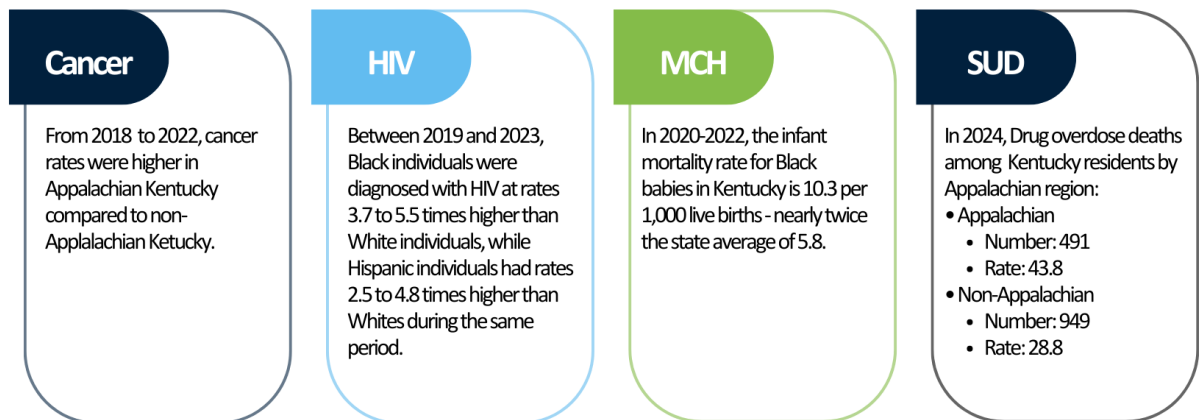 Cancer
From 2018 to 2022, cancer
rates were higher in
Appalachian Kentucky
compared to non-
Applalachian Ketucky.
HIV
Between 2019 and 2023,
Black individuals were
diagnosed with HIV at rates
3.7 to 5.5 times higher than
White individuals, while
Hispanic individuals had rates
2.5 to 4.8 times higher than
Whites during the same
period.
MCH
In 2020-2022, the infant
mortality rate for Black
babies in Kentucky is 10.3 per
1,000 live births - nearly twice
the state average of 5.8.
SUD
In 2024, Drug overdose deaths
among Kentucky residents by
Appalachian region:
• Appalachian
• Number: 491
• Rate: 43.8
• Non-Appalachian
• Number: 949
• Rate: 28.8